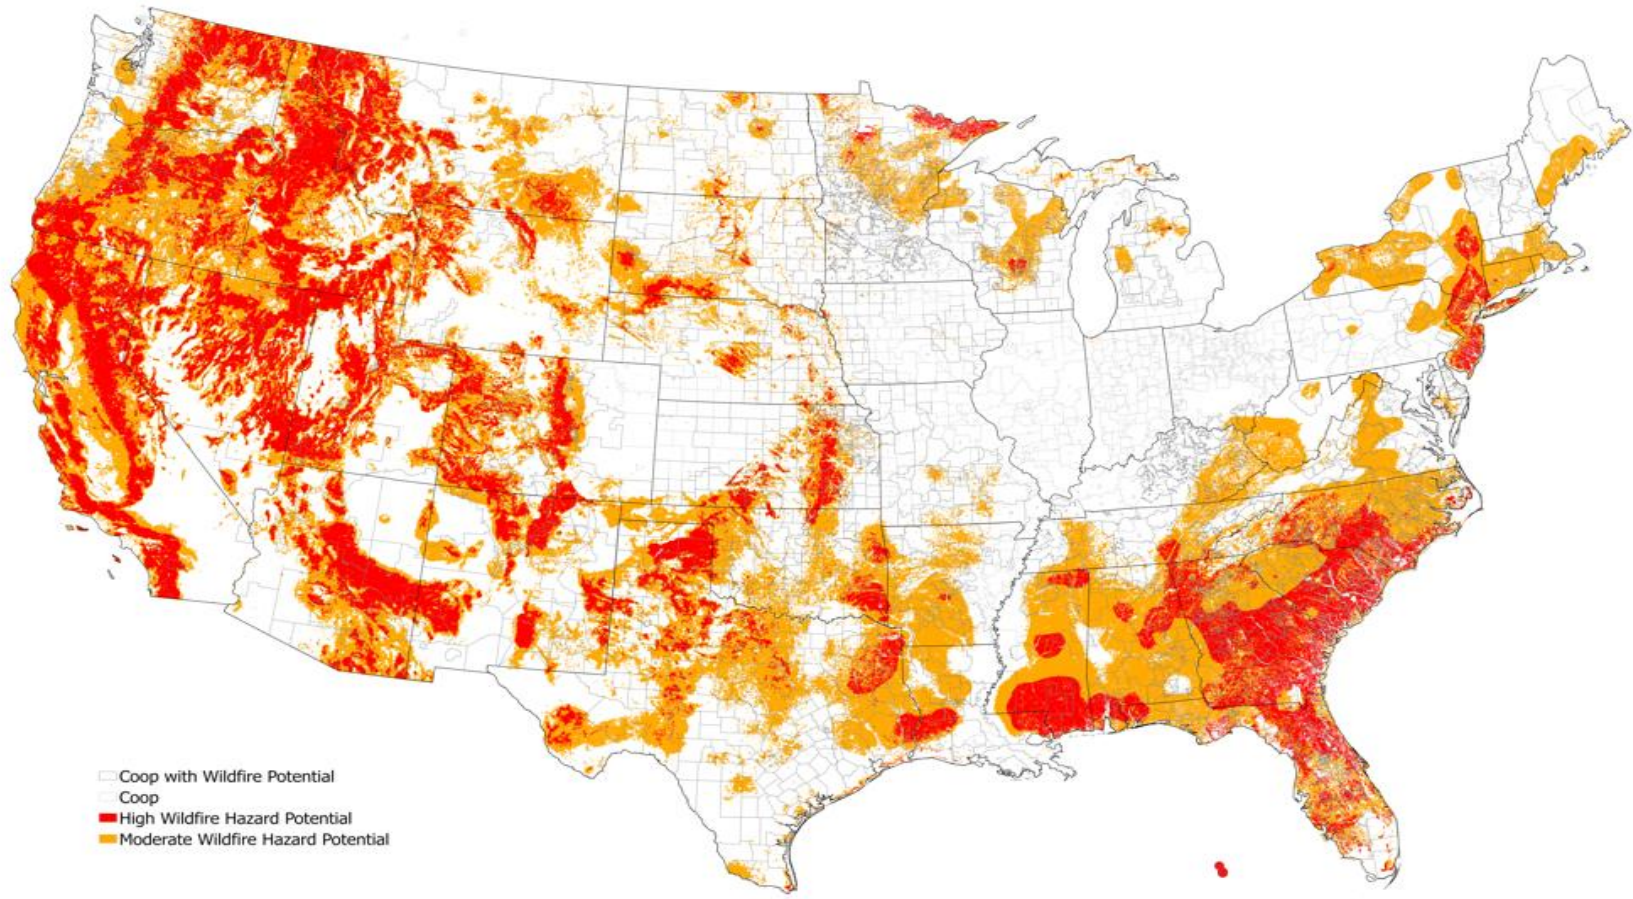 Coop with Wildfire Potential
Coop
High Wildfire Hazard Potential
Moderate Wildfire Hazard Potential